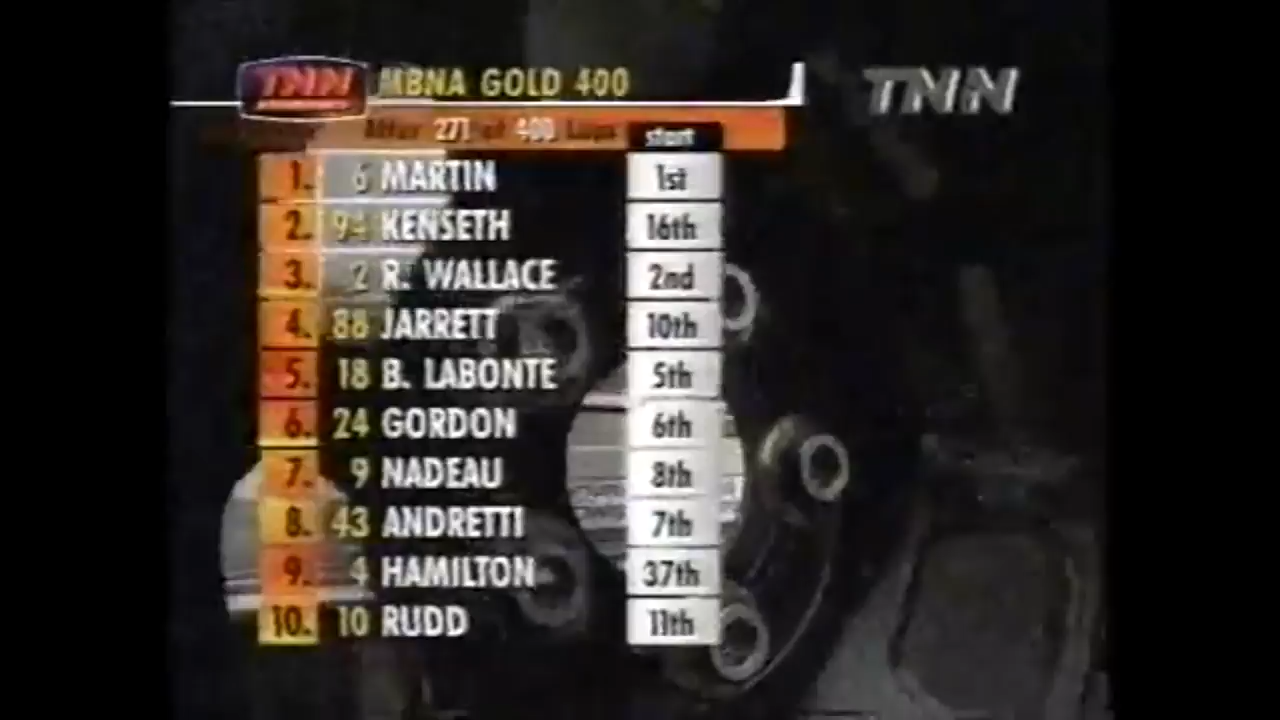 TNN MBNA GOLD 400 TNN
After 271 of 400 Laps start
1. 6 MARTIN 1st
2. 94 KENSETH 16th
3. 2 R. WALLACE 2nd
4. 88 JARRETT 10th
5. 18 B. LABONTE 5th
6. 24 GORDON 6th
7. 9 NADEAU 8th
8. 43 ANDRETTI 7th
9. 4 HAMILTON 37th
10. 10 RUDD 11th